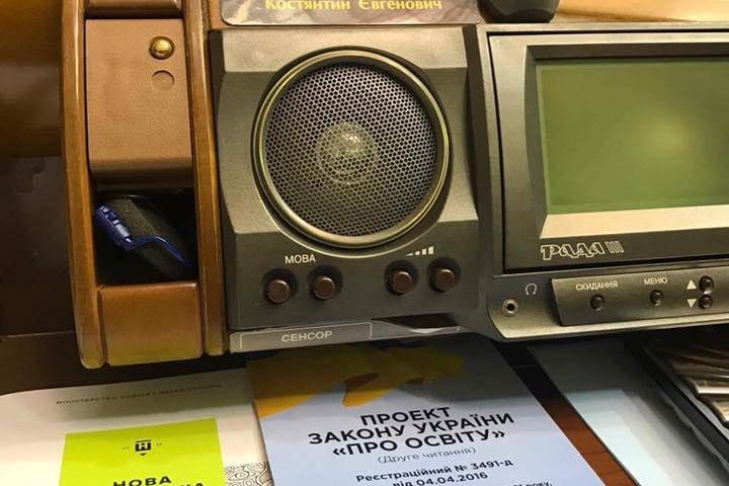 Костянтин Євгенович
МОВА
РАДА III
СКИДАННЯ
МЕНЮ
СЕНСОР
Н
НОВА
ПРОЕКТ
ЗАКОНУ УКРАЇНИ
«ПРО ОСВІТУ»
(Друге читання)
Реєстраційний № 3491-д
від 04.04.2016